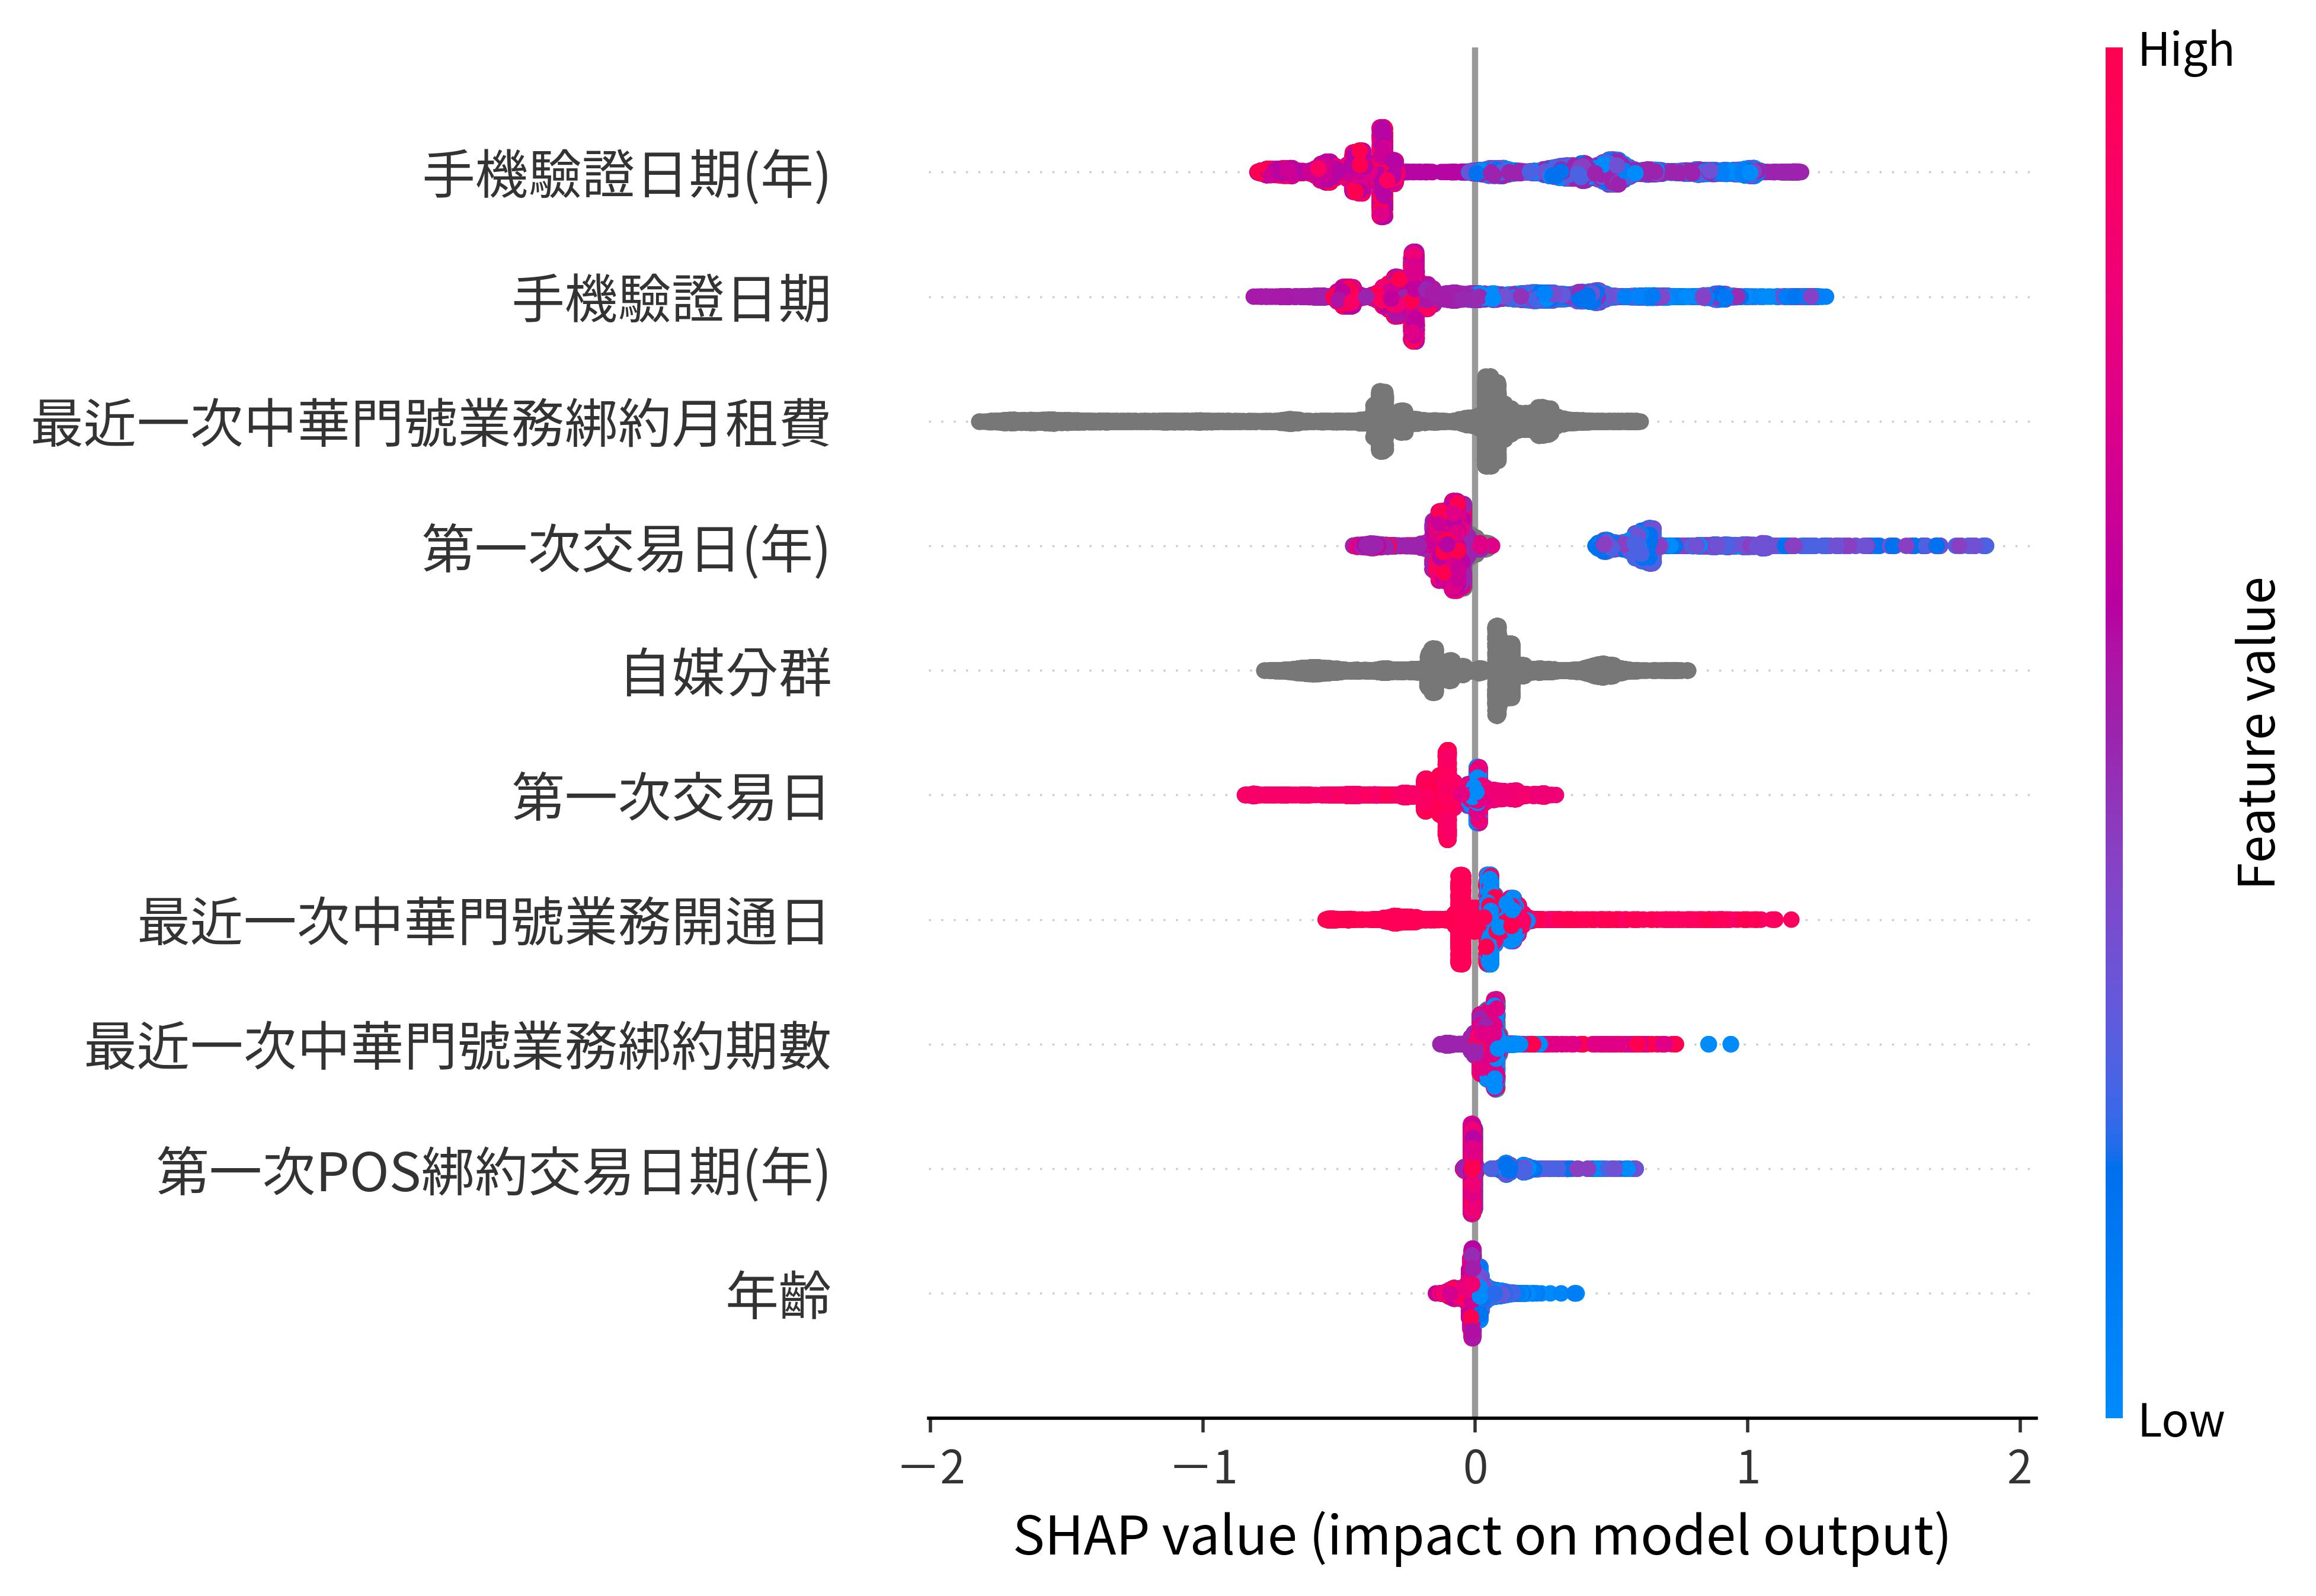 High
手機驗證日期(年)
手機驗證日期
最近一次中華門號業務綁約月租費
第一次交易日(年)
自媒分群
第一次交易日
最近一次中華門號業務開通日
最近一次中華門號業務綁約期數
第一次POS綁約交易日期(年)
年齡
Feature value
Low
−2 −1 0 1 2
SHAP value (impact on model output)